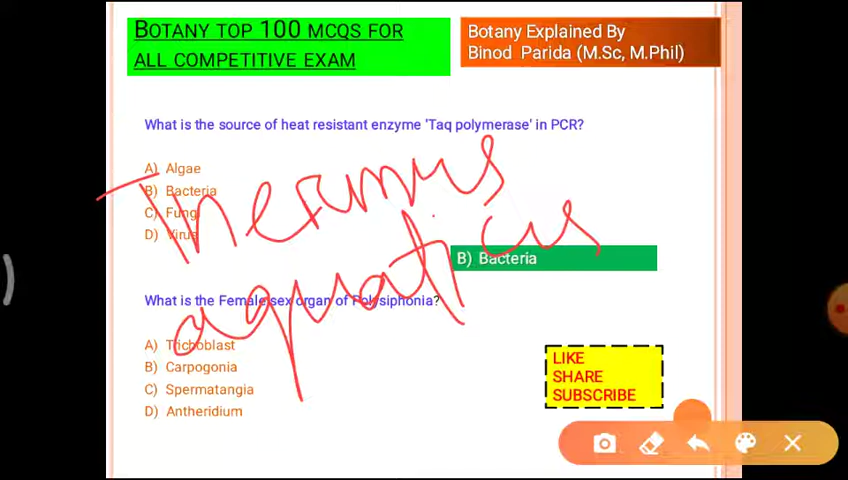 BOTANY TOP 100 MCQS FOR
ALL COMPETITIVE EXAM
Botany Explained By
Binod Parida (M.Sc, M.Phil)
What is the source of heat resistant enzyme 'Taq polymerase' in PCR?
A) Algae
B) Bacteria
C) Fungi
D) Virus
Thermus
aquaticus
B) Bacteria
What is the Female sex organ of Polysiphonia?
A) Trichoblast
B) Carpogonia
C) Spermatangia
D) Antheridium
LIKE
SHARE
SUBSCRIBE